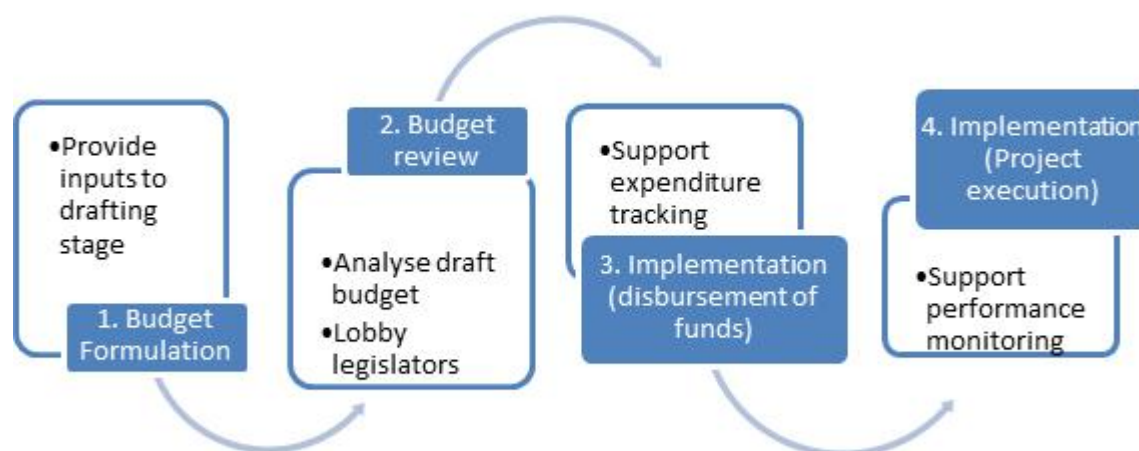 •Provide
inputs to
drafting
stage
1. Budget
Formulation
2. Budget
review
•Analyse draft
budget
•Lobby
legislators
•Support
expenditure
tracking
3. Implementation
(disbursement of
funds)
4. Implementation
(Project
execution)
•Support
performance
monitoring